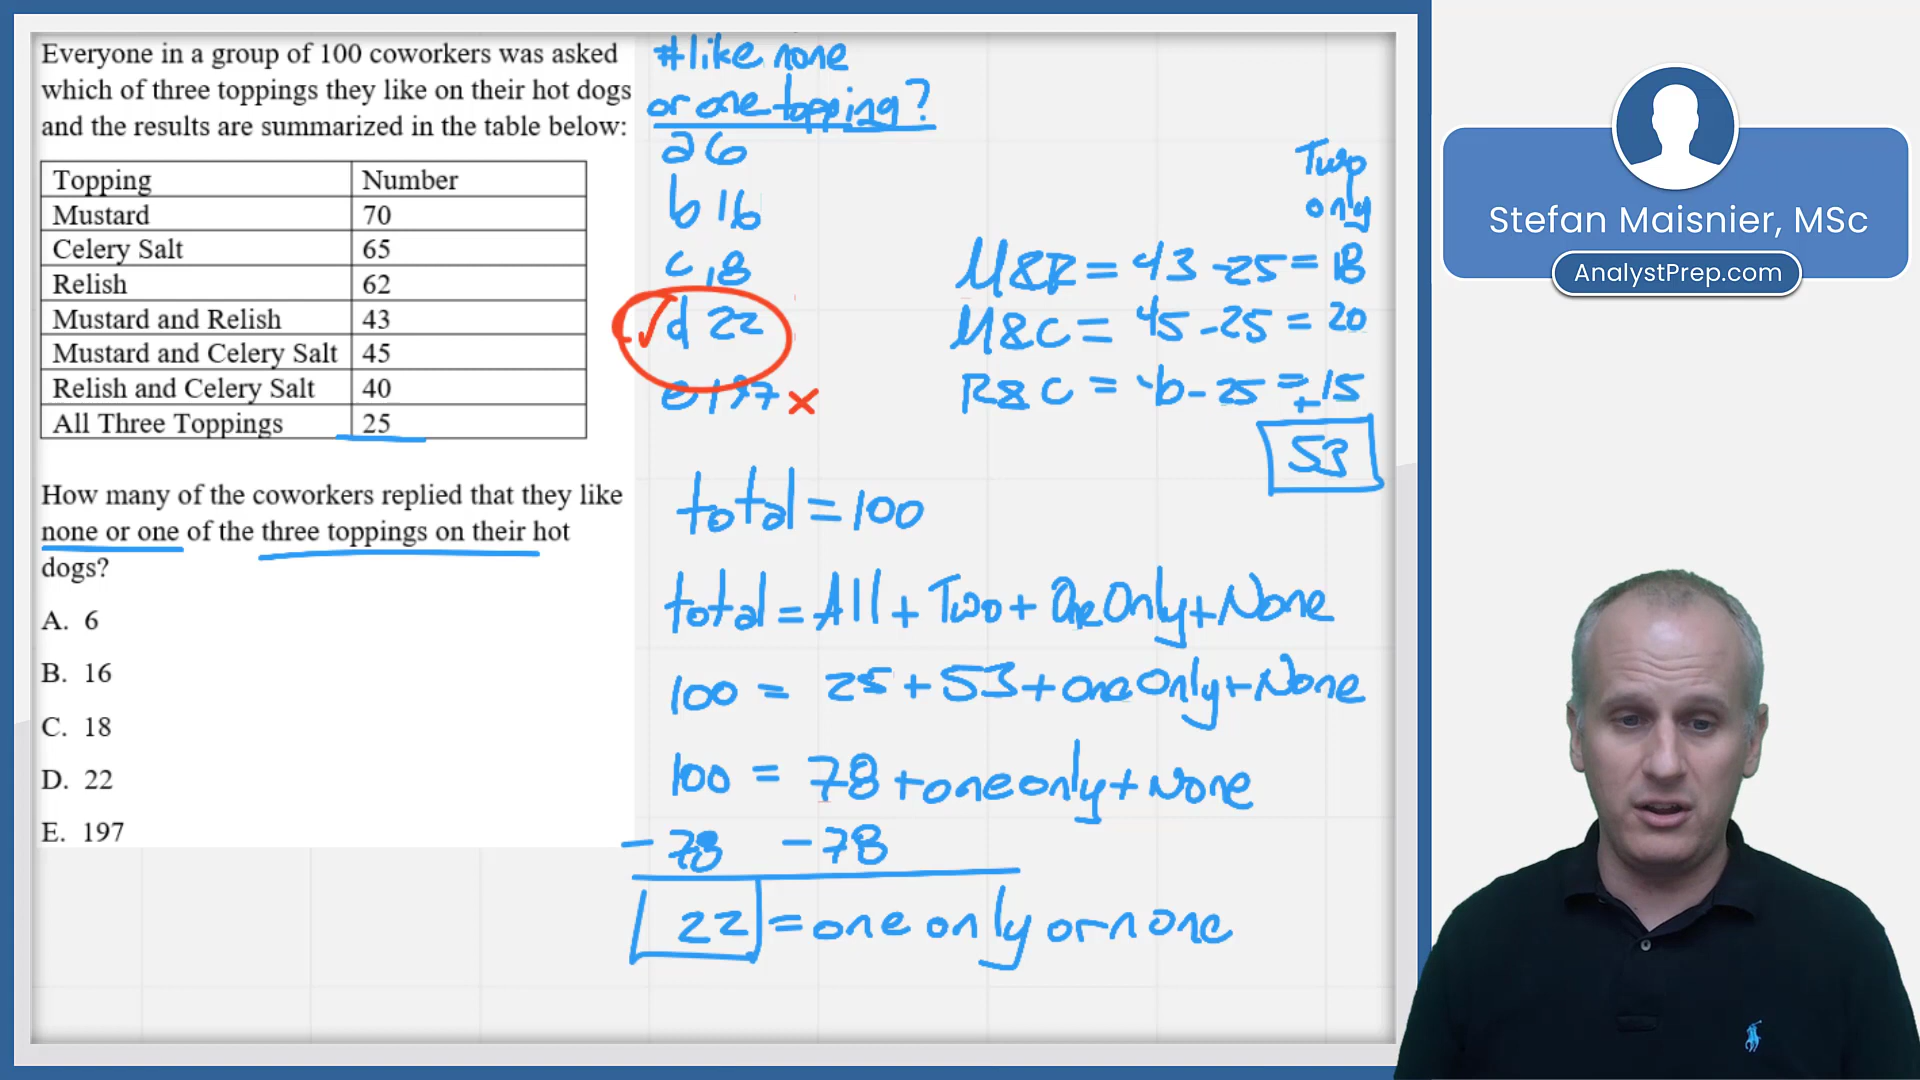 Everyone in a group of 100 coworkers was asked
which of three toppings they like on their hot dogs
and the results are summarized in the table below:
Topping Number
Mustard 70
Celery Salt 65
Relish 62
Mustard and Relish 43
Mustard and Celery Salt 45
Relish and Celery Salt 40
All Three Toppings 25
How many of the coworkers replied that they like
none or one of the three toppings on their hot
dogs?
A. 6
B. 16
C. 18
D. 22
E. 197
#like none
or one topping?
a 6
b 16
c 18
✓ d 22
e 197 ×
Two
only
M&R = 43 - 25 = 18
M&C = 45 - 25 = 20
R&C = 40 - 25 = + 15
53
total = 100
total = All + Two + One Only + None
100 = 25 + 53 + one Only + None
100 = 78 + one only + None
- 78 - 78
22 = one only or none
Stefan Maisnier, MSc
AnalystPrep.com